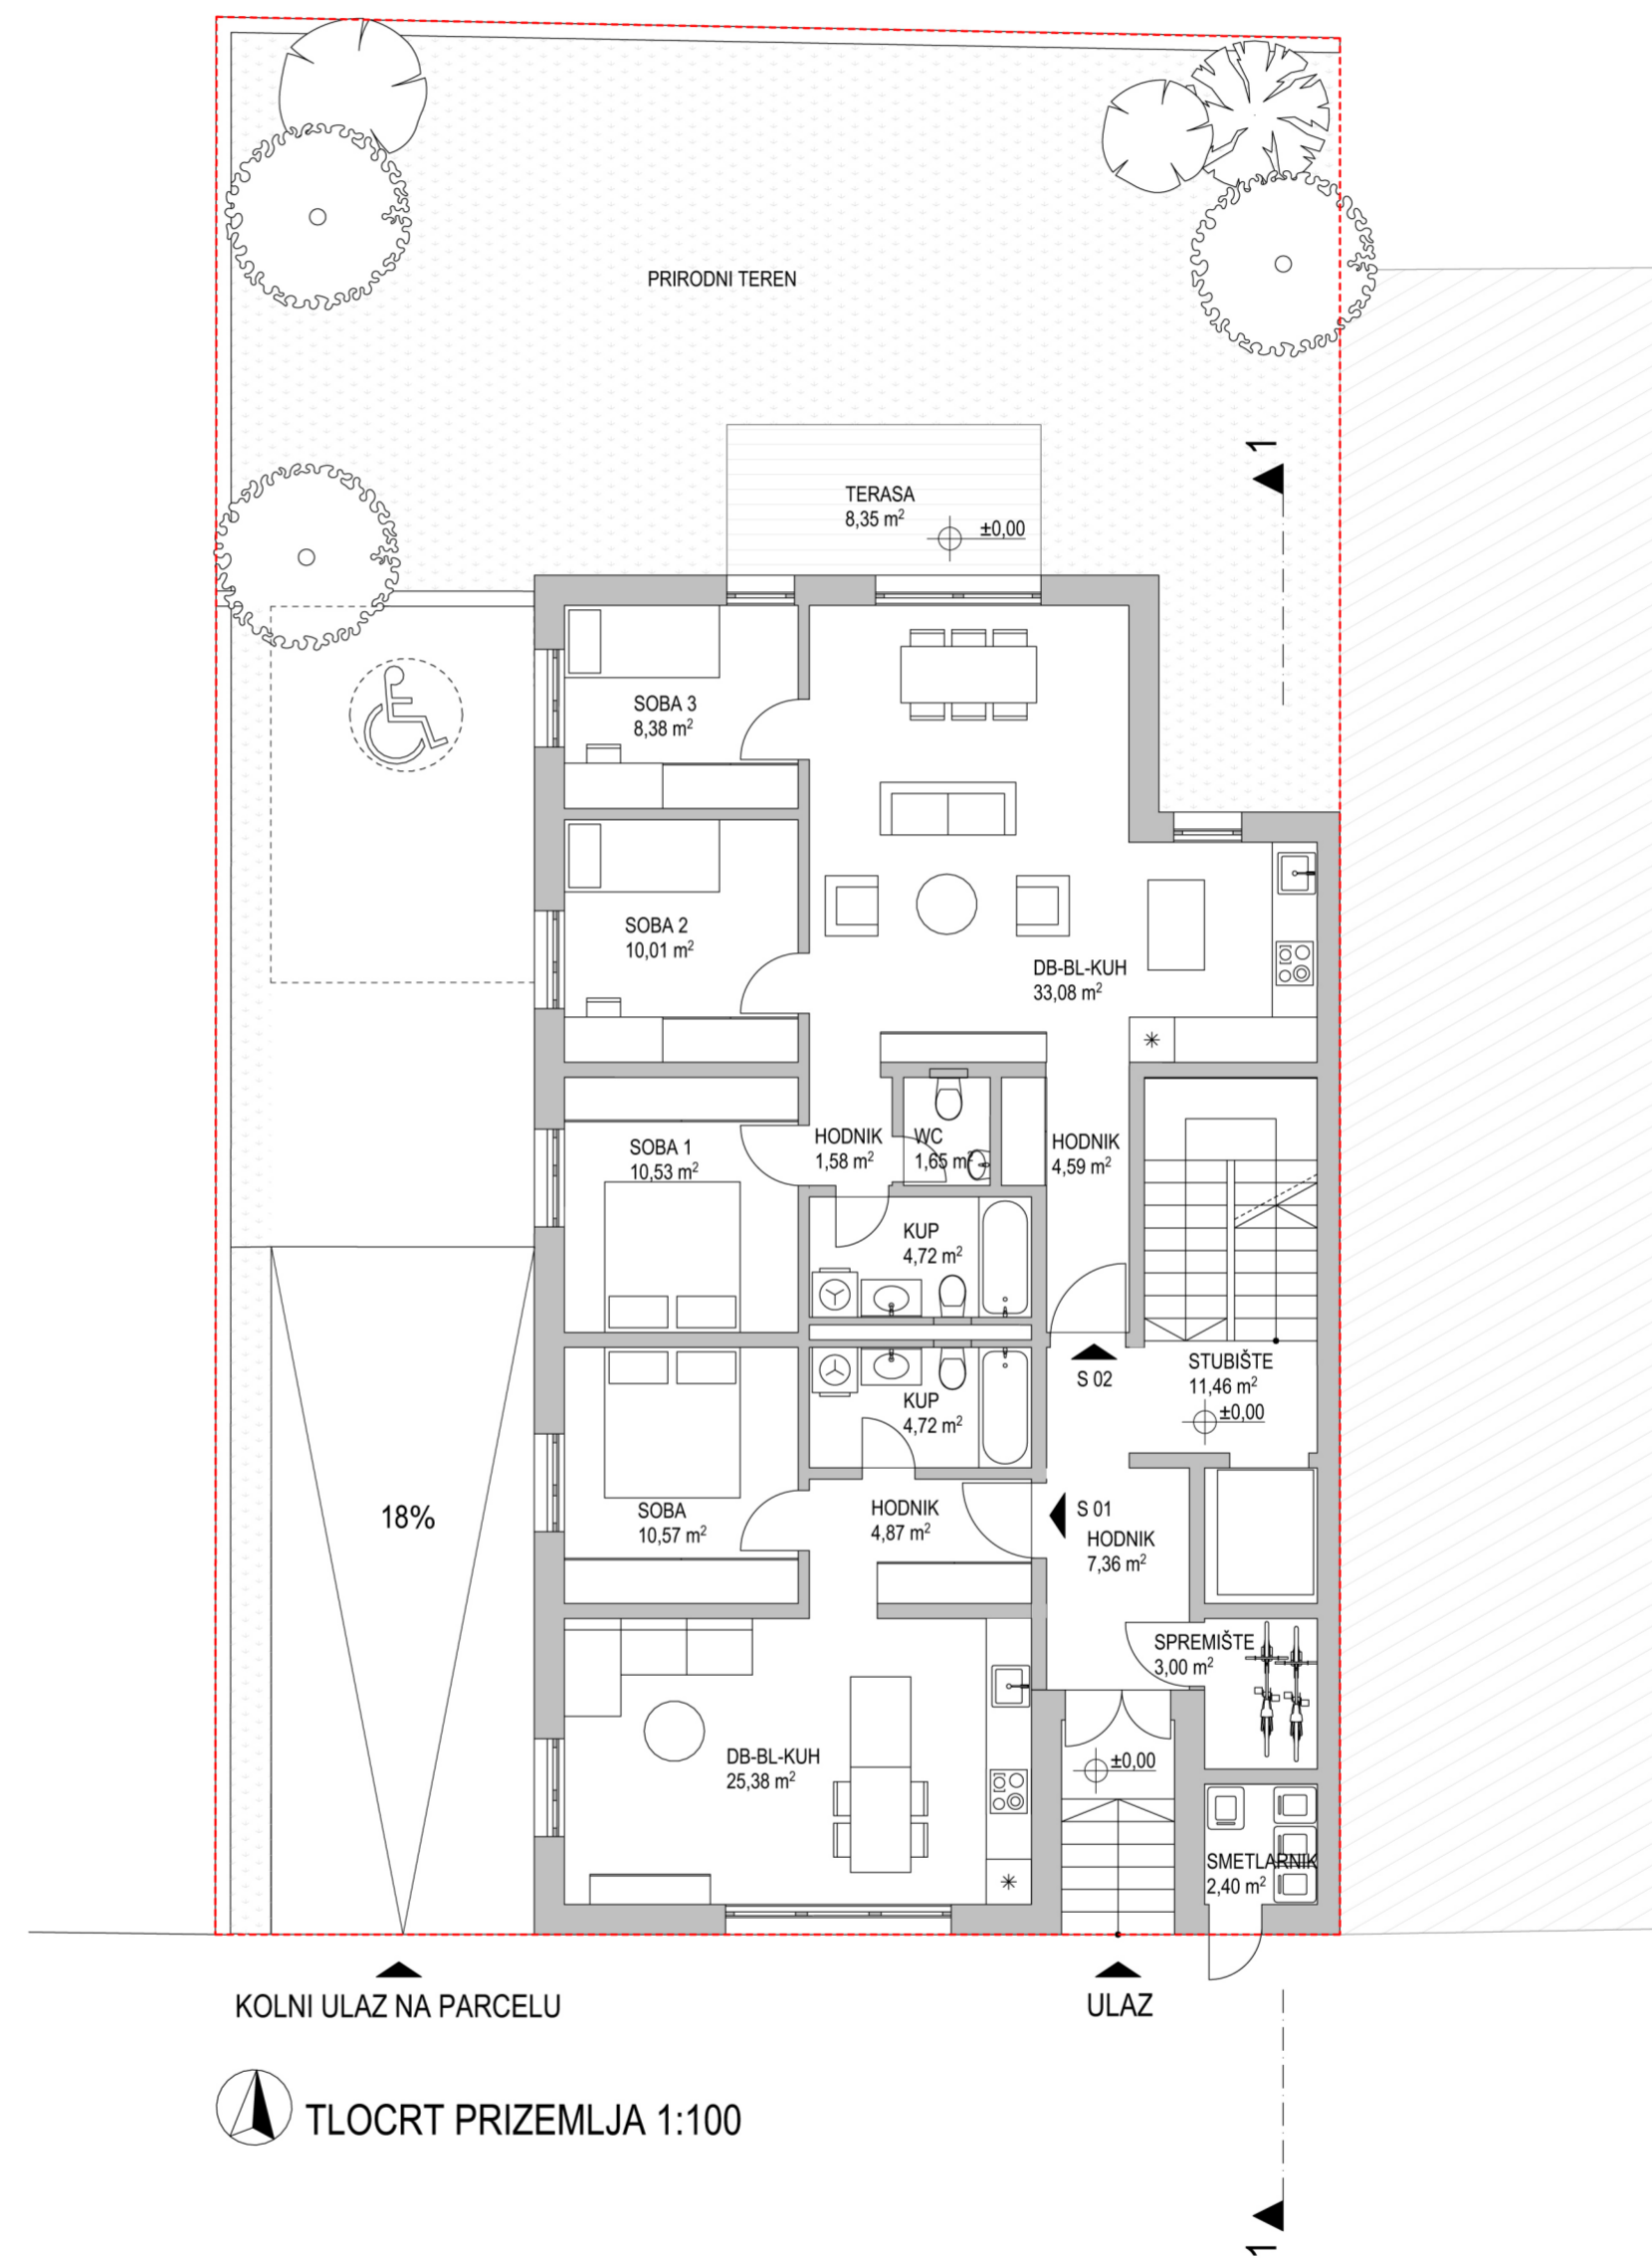 PRIRODNI TEREN
1
TERASA
8,35 m²
±0,00
SOBA 3
8,38 m²
SOBA 2
10,01 m²
DB-BL-KUH
33,08 m²
SOBA 1
10,53 m²
HODNIK
1,58 m²
WC
1,65 m²
HODNIK
4,59 m²
KUP
4,72 m²
STUBIŠTE
11,46 m²
±0,00
S 02
KUP
4,72 m²
18%
SOBA
10,57 m²
HODNIK
4,87 m²
S 01
HODNIK
7,36 m²
SPREMIŠTE
3,00 m²
DB-BL-KUH
25,38 m²
±0,00
SMETLARNIK
2,40 m²
KOLNI ULAZ NA PARCELU
ULAZ
TLOCRT PRIZEMLJA 1:100
1